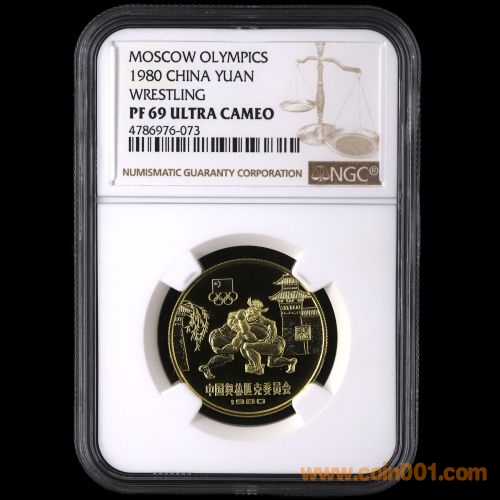 MOSCOW OLYMPICS
1980 CHINA YUAN
WRESTLING
PF 69 ULTRA CAMEO
4786976-073
NUMISMATIC GUARANTY CORPORATION
NGC®
中国奥林匹克委员会
1980
www.coin001.com